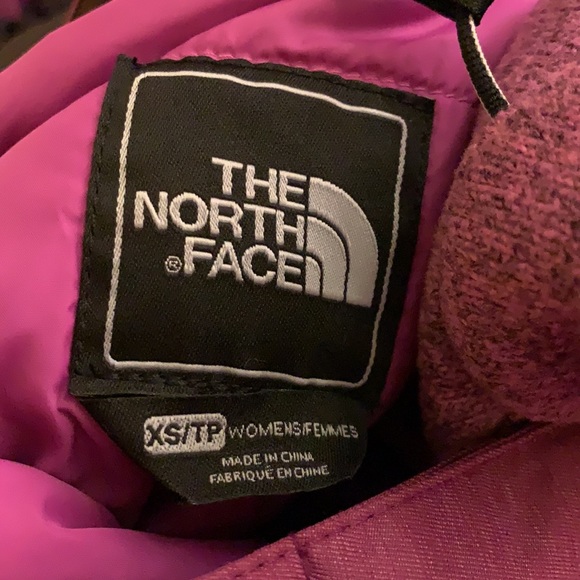 THE
NORTH
® FACE
XS/TP WOMENS/FEMMES
MADE IN CHINA
FABRIQUÉ EN CHINE